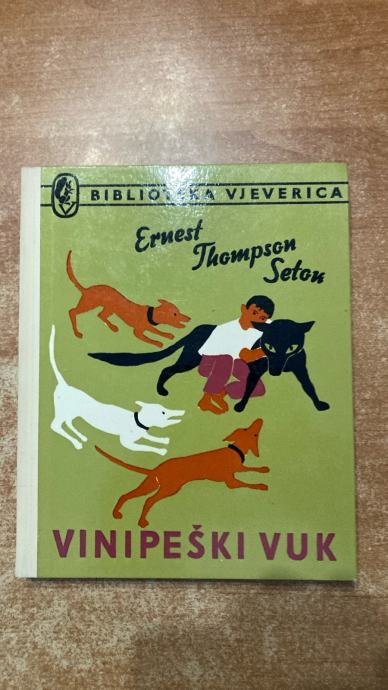 BIBLIOTEKA VJEVERICA
Ernest
Thompson
Seton
VINIPEŠKI VUK